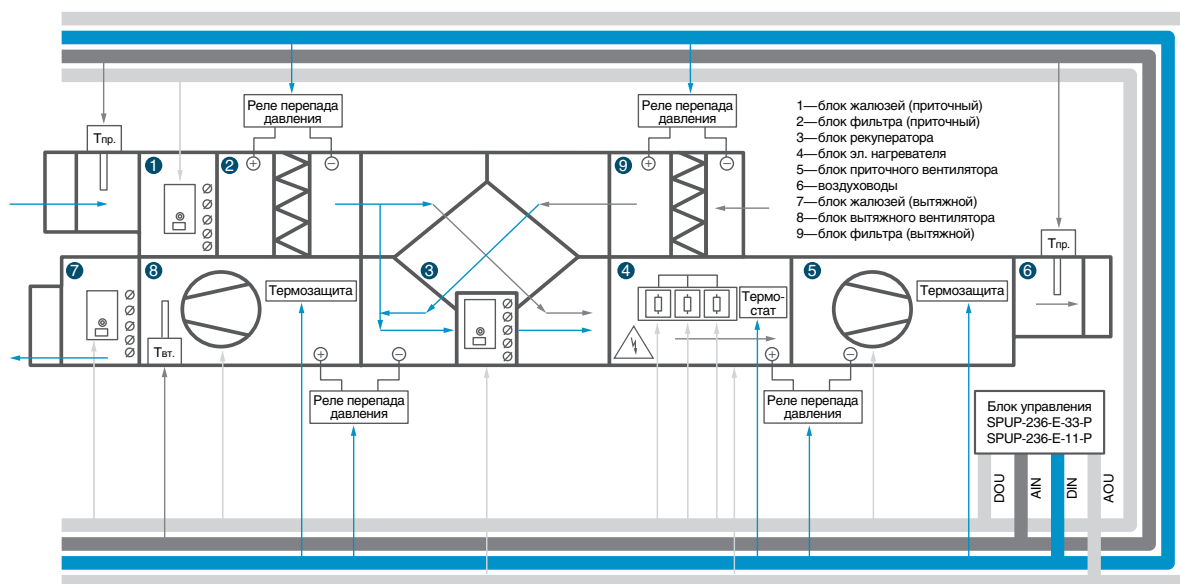 Реле перепада
давления
Реле перепада
давления
1—блок жалюзей (приточный)
2—блок фильтра (приточный)
3—блок рекуператора
4—блок эл. нагревателя
5—блок приточного вентилятора
6—воздуховоды
7—блок жалюзей (вытяжной)
8—блок вытяжного вентилятора
9—блок фильтра (вытяжной)
Tпр.
1
2
+
−
9
+
−
Tпр.
7
8
3
4
5
6
Термозащита
Термо-
стат
Термозащита
Tвт.
+
−
+
−
Реле перепада
давления
Реле перепада
давления
Блок управления
SPUP-236-E-33-P
SPUP-236-E-11-P
DOU
AIN
DIN
AOU